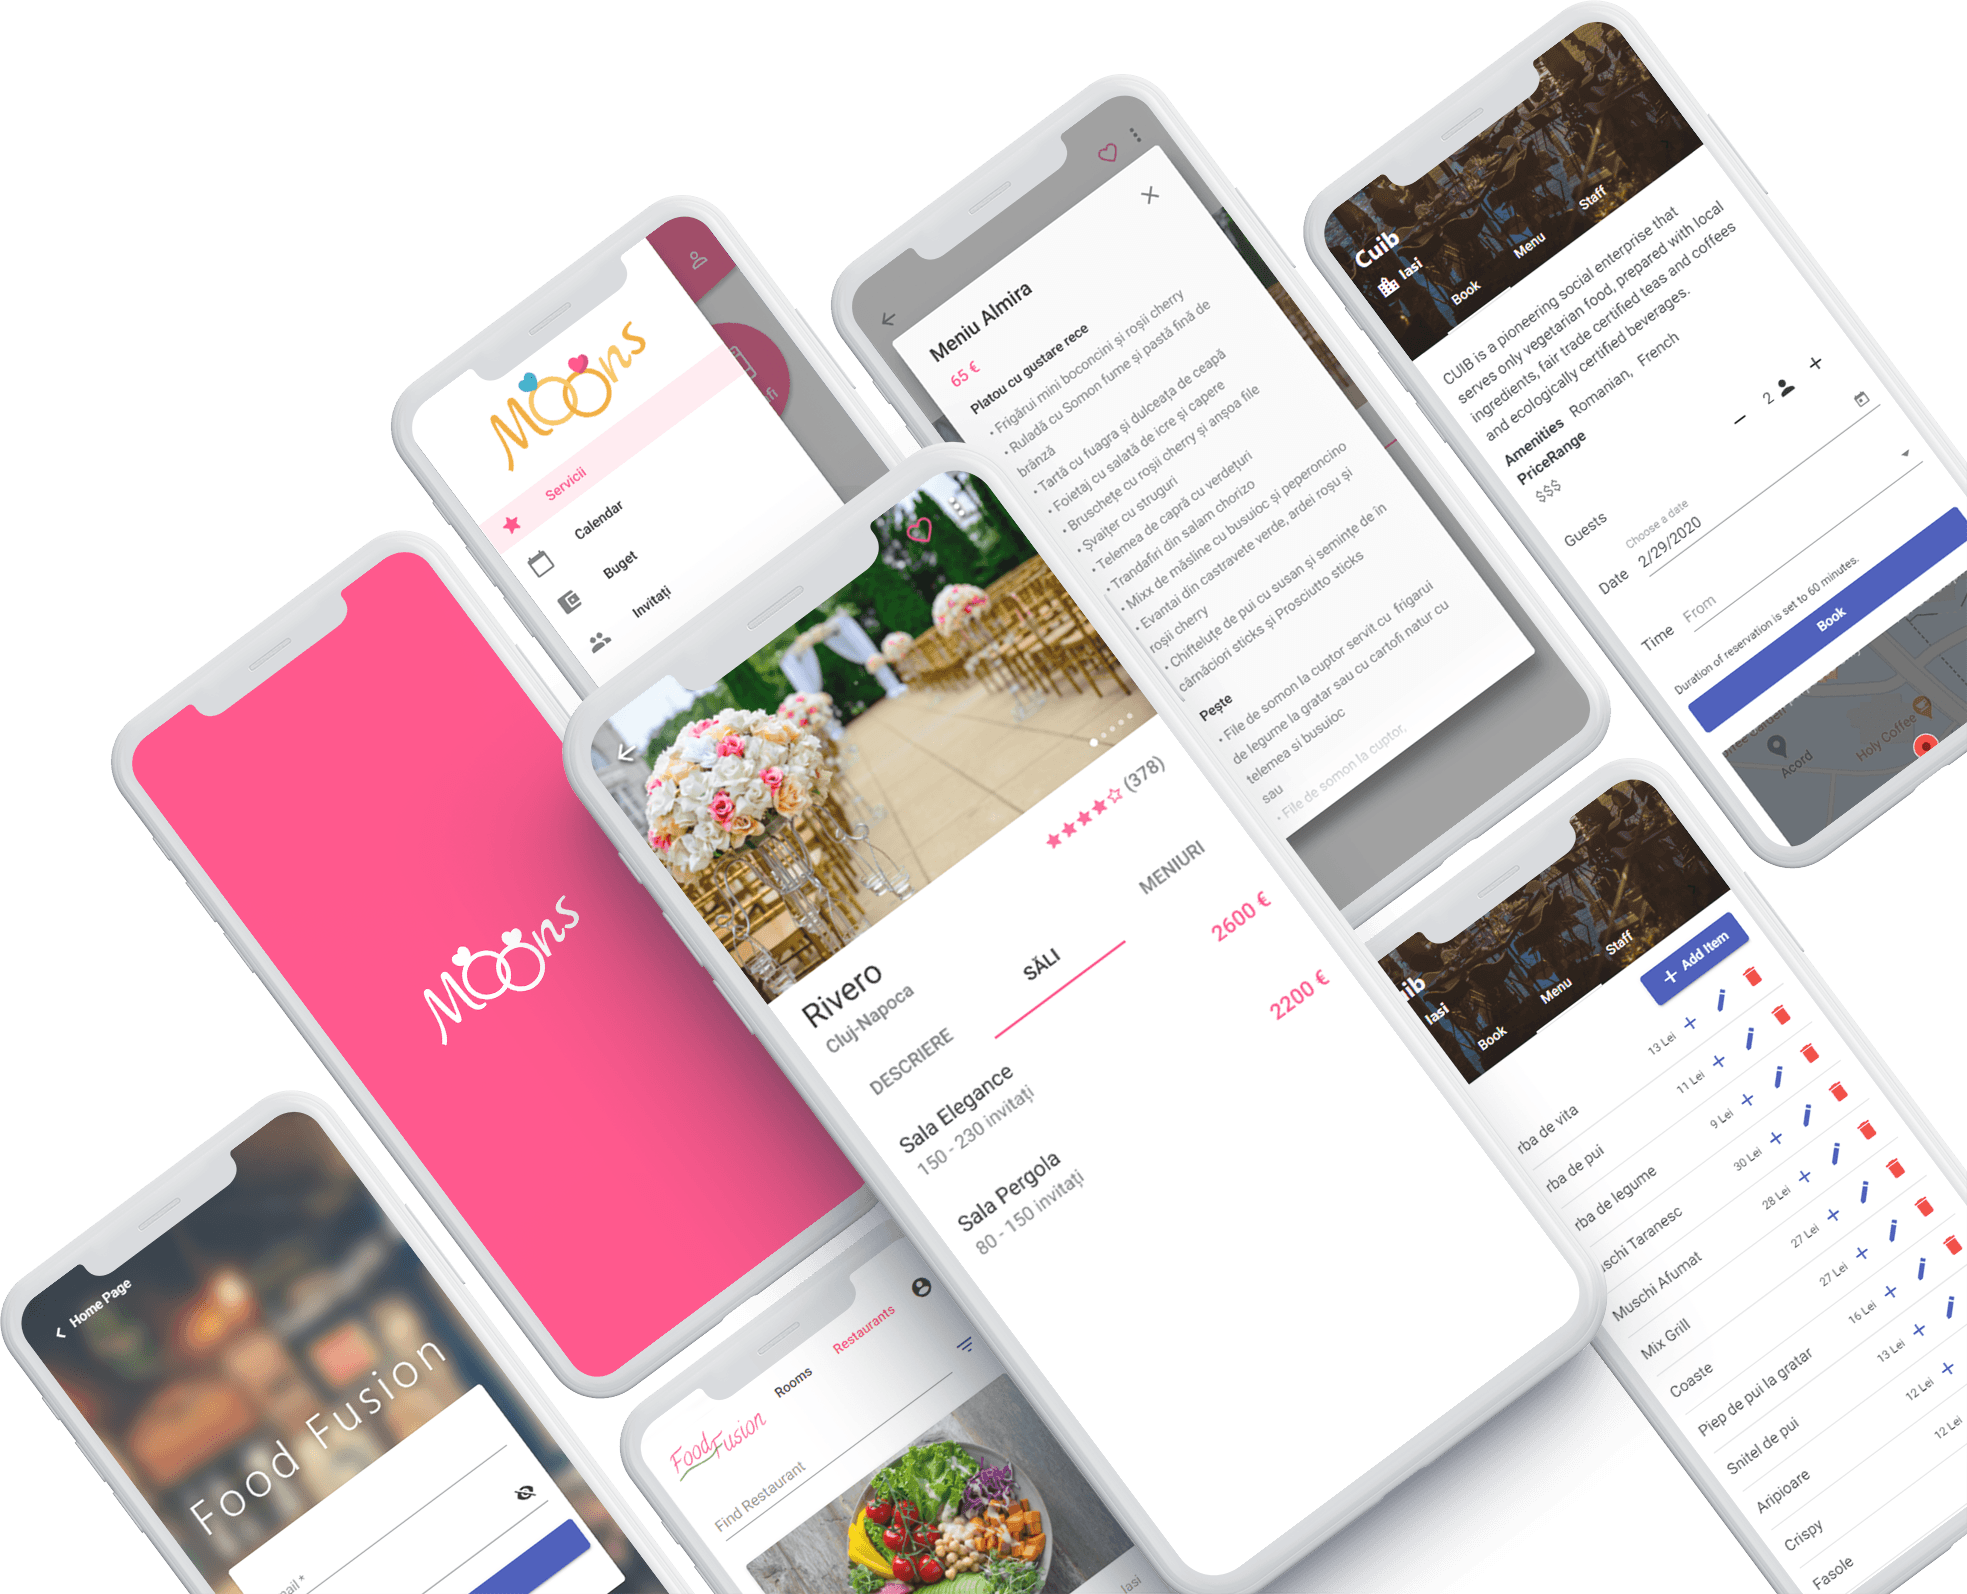 Moons
Servicii
Calendar
Buget
Invitați
Meniu Almira
65 €
Platou cu gustare rece
• Frigărui mini boconcini și roșii cherry
• Ruladă cu Somon fume și pastă fină de
brânză
• Tartă cu fuagra și dulceața de ceapă
• Foietaj cu salată de icre și capere
• Bruschețe cu roșii cherry și anșoa file
• Șvaițer cu struguri
• Telemea de capră cu verdețuri
• Trandafiri din salam chorizo
• Mixx de măsline cu busuioc și peperoncino
• Evantai din castravete verde, ardei roșu și
roșii cherry
• Chifteluțe de pui cu susan și semințe de in
cârnăciori sticks și Prosciutto sticks
Pește
• File de somon la cuptor servit cu frigarui
de legume la gratar sau cu cartofi natur cu
telemea si busuioc
sau
• File de somon la cuptor,
Cuib
Iasi
Book
Menu
Staff
CUIB is a pioneering social enterprise that
serves only vegetarian food, prepared with local
ingredients, fair trade certified teas and coffees
and ecologically certified beverages.
Amenities Romanian, French
PriceRange
$$$
Guests
2
Choose a date
Date 2/29/2020
Time From
Duration of reservation is set to 60 minutes.
Book
Acord
Holy Coffee
Moons
(378)
Rivero
Cluj-Napoca
DESCRIERE
SĂLI
MENIURI
Sala Elegance
2600 €
150 - 230 invitați
Sala Pergola
2200 €
80 - 150 invitați
ib
Iasi
Book
Menu
Staff
+ Add Item
rba de vita
13 Lei
rba de pui
11 Lei
rba de legume
9 Lei
schi Taranesc
30 Lei
Muschi Afumat
28 Lei
Mix Grill
27 Lei
Coaste
27 Lei
Piep de pui la gratar
16 Lei
Snitel de pui
13 Lei
Aripioare
12 Lei
Crispy
12 Lei
Fasole
Home Page
Food Fusion
ail *
Food Fusion
Rooms
Restaurants
Find Restaurant
Iasi